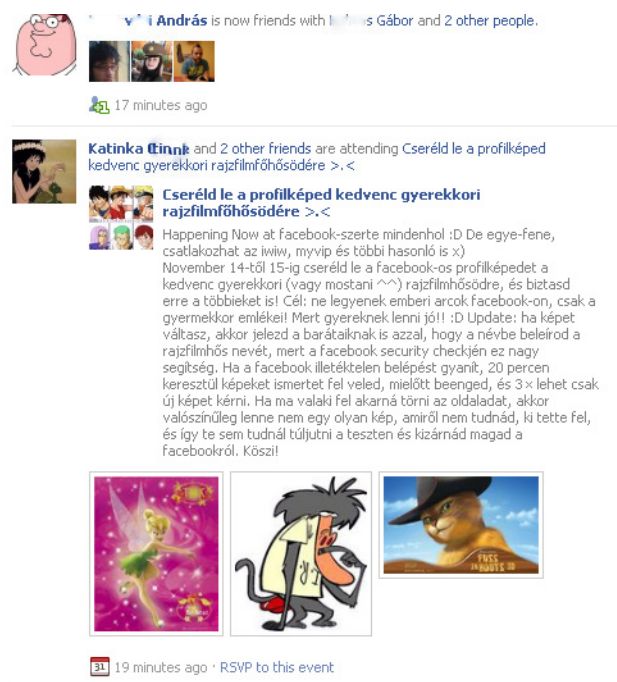 András is now friends with Gábor and 2 other people.
17 minutes ago
Katinka and 2 other friends are attending Cseréld le a profilképed
kedvenc gyerekkori rajzfilmfőhősödére >.<
Cseréld le a profilképed kedvenc gyerekkori
rajzfilmfőhősödére >.<
Happening Now at facebook-szerte mindenhol :D De egye-fene,
csatlakozhat az iwiw, myvip és többi hasonló is x)
November 14-től 15-ig cseréld le a facebook-os profilképedet a
kedvenc gyerekkori (vagy mostani ^^) rajzfilmhősödre, és biztasd
erre a többieket is! Cél: ne legyenek emberi arcok facebook-on, csak a
gyermekkor emlékei! Mert gyereknek lenni jó!! :D Update: ha képet
váltasz, akkor jelezd a barátaiknak is azzal, hogy a névbe beleírod a
rajzfilmhős nevét, mert a facebook security checkjén ez nagy
segítség. Ha a facebook illetéktelen belépést gyanít, 20 percen
keresztül képeket ismertet fel veled, mielőtt beenged, és 3× lehet csak
új képet kérni. Ha ma valaki fel akarná törni az oldaladat, akkor
valószínűleg lenne nem egy olyan kép, amiről nem tudnád, ki tette fel,
és így te sem tudnál túljutni a teszten és kizárnád magad a
facebookról. Köszi!
I.R.
PUSS
IN BOOTS 3D
31 19 minutes ago · RSVP to this event